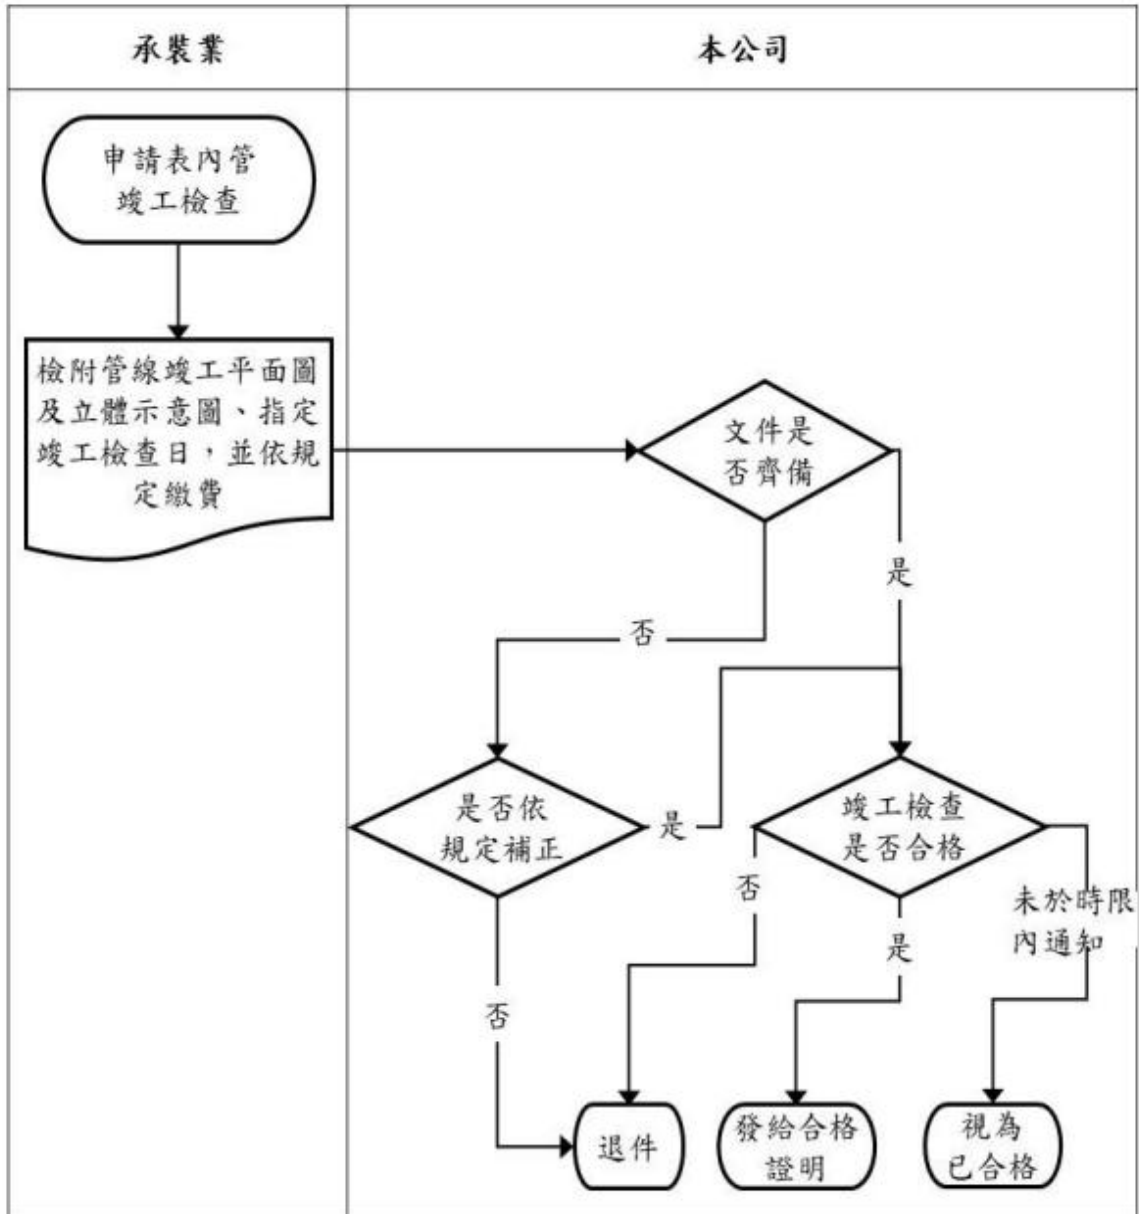 承裝業
本公司
申請表內管
竣工檢查
檢附管線竣工平面圖
及立體示意圖、指定
竣工檢查日，並依規
定繳費
文件是
否齊備
是
否
是否依
規定補正
是
竣工檢查
是否合格
否
是
未於時限
內通知
否
退件
發給合格
證明
視為
已合格